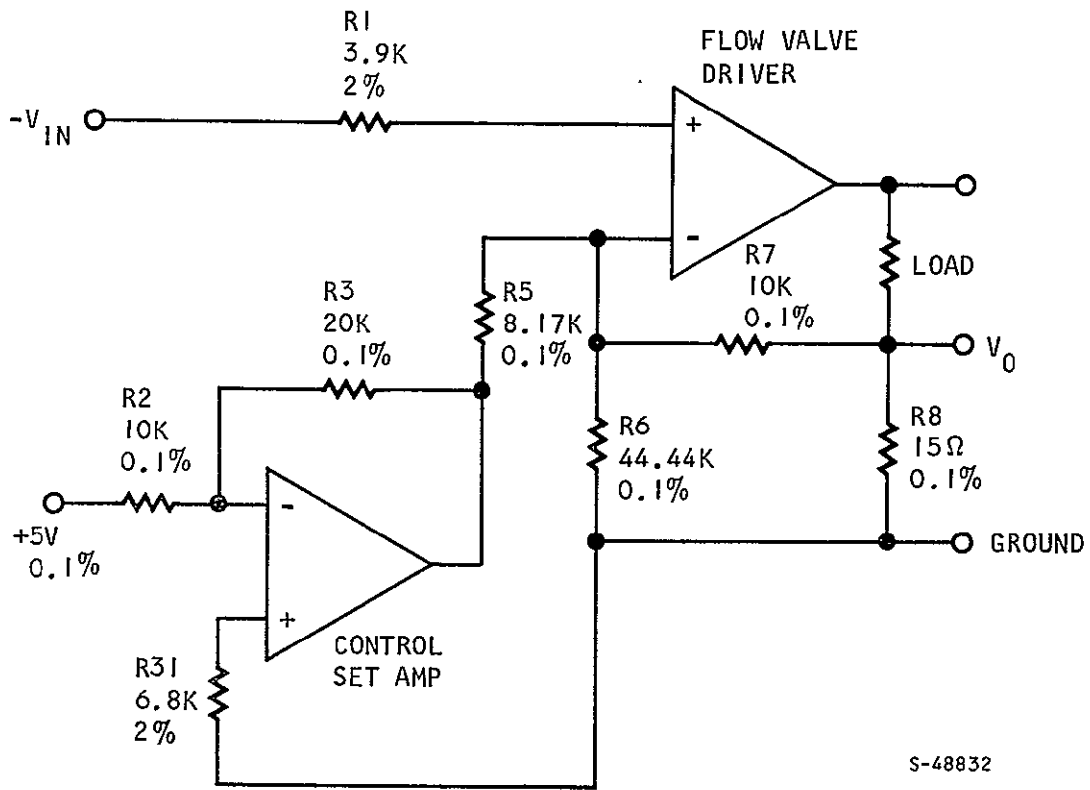 R1
3.9K
2%
FLOW VALVE
DRIVER
-VIN
+
-
LOAD
R7
10K
0.1%
R3
20K
0.1%
R5
8.17K
0.1%
VO
R2
10K
0.1%
R6
44.44K
0.1%
R8
15Ω
0.1%
+5V
0.1%
-
+
GROUND
CONTROL
SET AMP
R31
6.8K
2%
S-48832